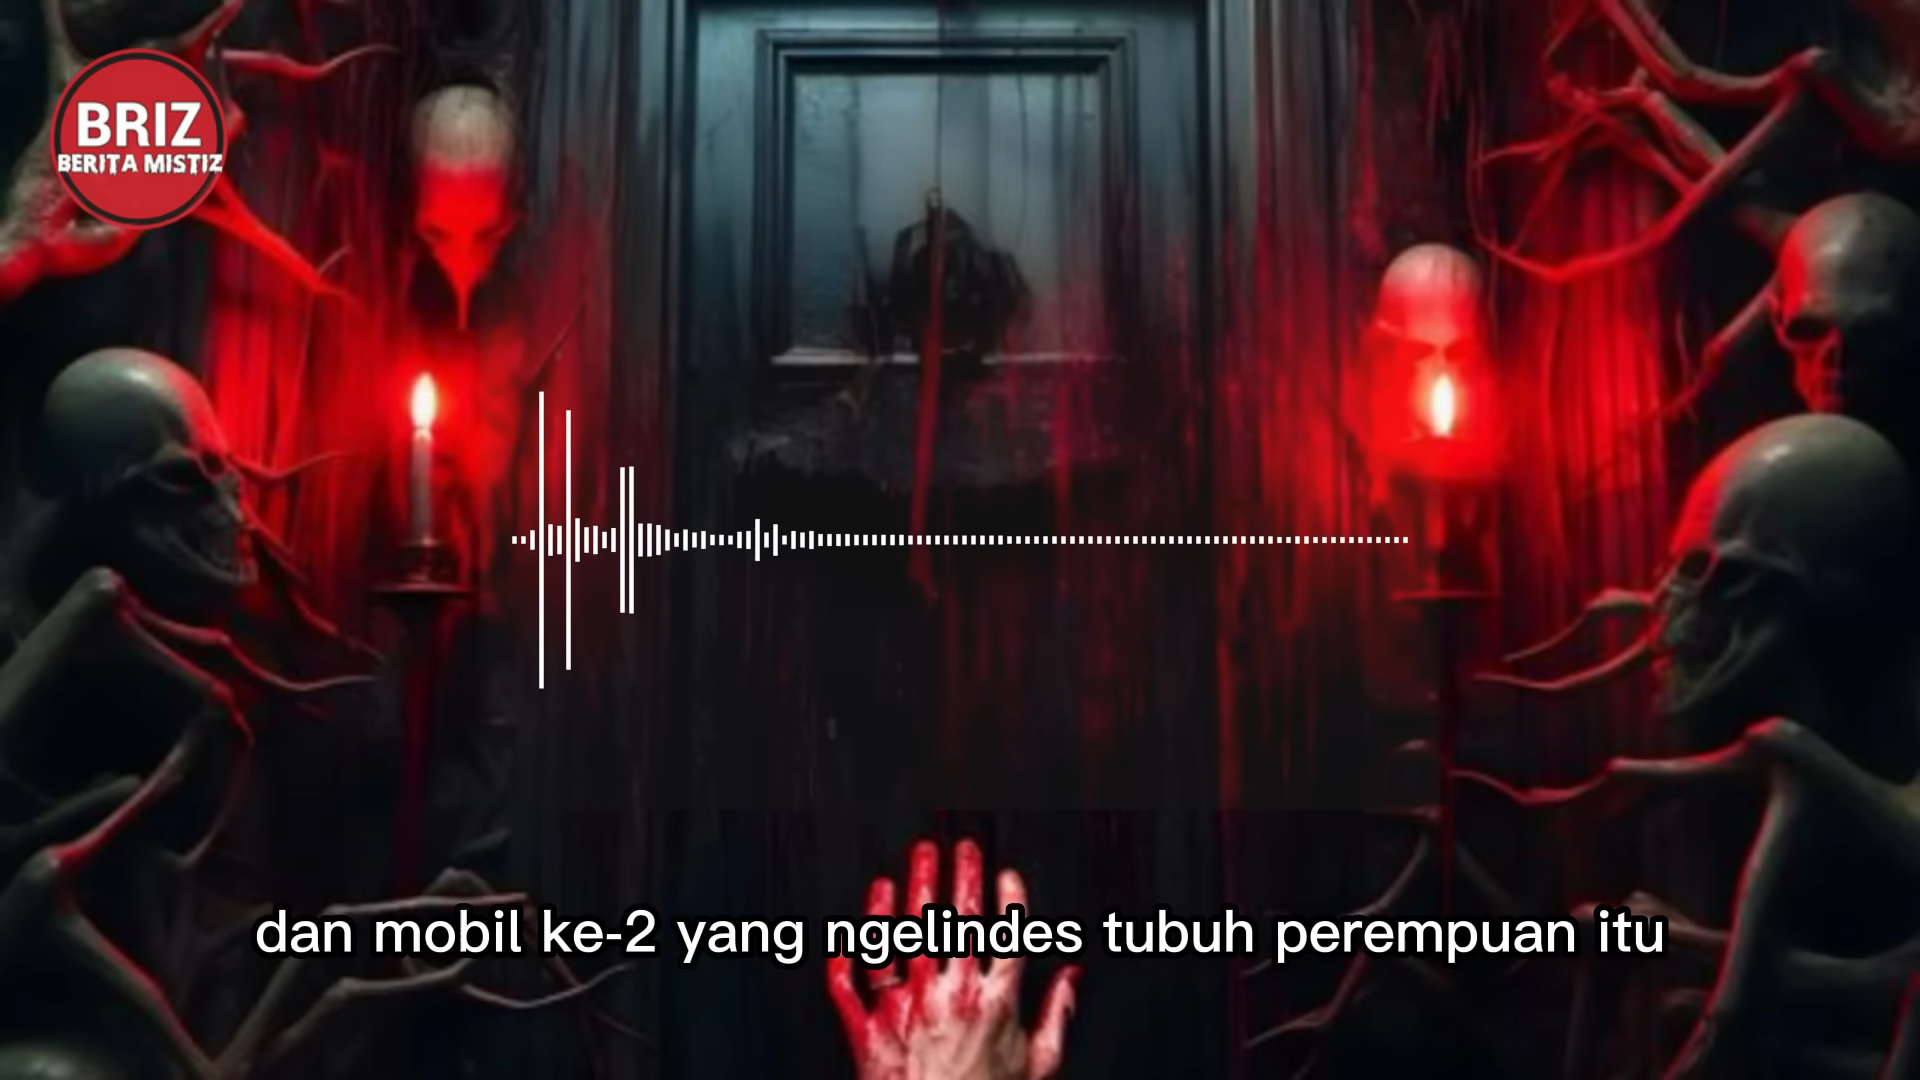 BRIZ
BERITA MISTIZ
dan mobil ke-2 yang ngelindes tubuh perempuan itu